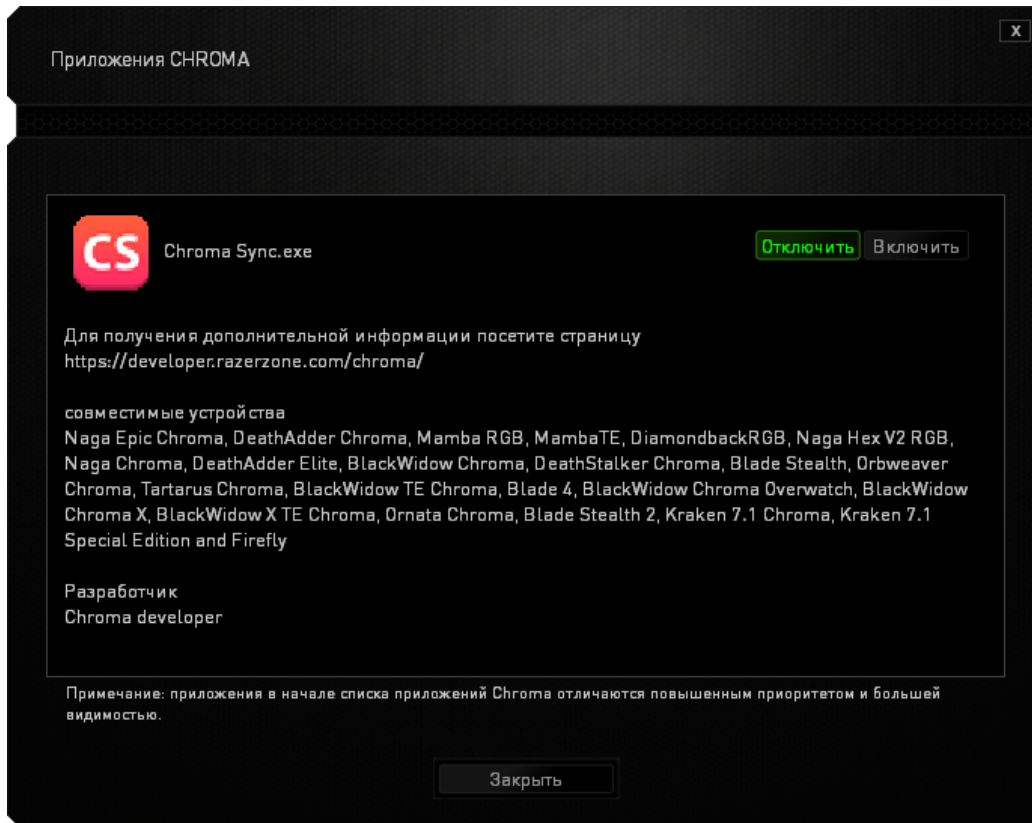 x
Приложения CHROMA
CS
Chroma Sync.exe
Отключить Включить
Для получения дополнительной информации посетите страницу
https://developer.razerzone.com/chroma/
совместимые устройства
Naga Epic Chroma, DeathAdder Chroma, Mamba RGB, MambaTE, DiamondbackRGB, Naga Hex V2 RGB,
Naga Chroma, DeathAdder Elite, BlackWidow Chroma, DeathStalker Chroma, Blade Stealth, Orbweaver
Chroma, Tartarus Chroma, BlackWidow TE Chroma, Blade 4, BlackWidow Chroma Overwatch, BlackWidow
Chroma X, BlackWidow X TE Chroma, Ornata Chroma, Blade Stealth 2, Kraken 7.1 Chroma, Kraken 7.1
Special Edition and Firefly
Разработчик
Chroma developer
Примечание: приложения в начале списка приложений Chroma отличаются повышенным приоритетом и большей
видимостью.
Закрыть